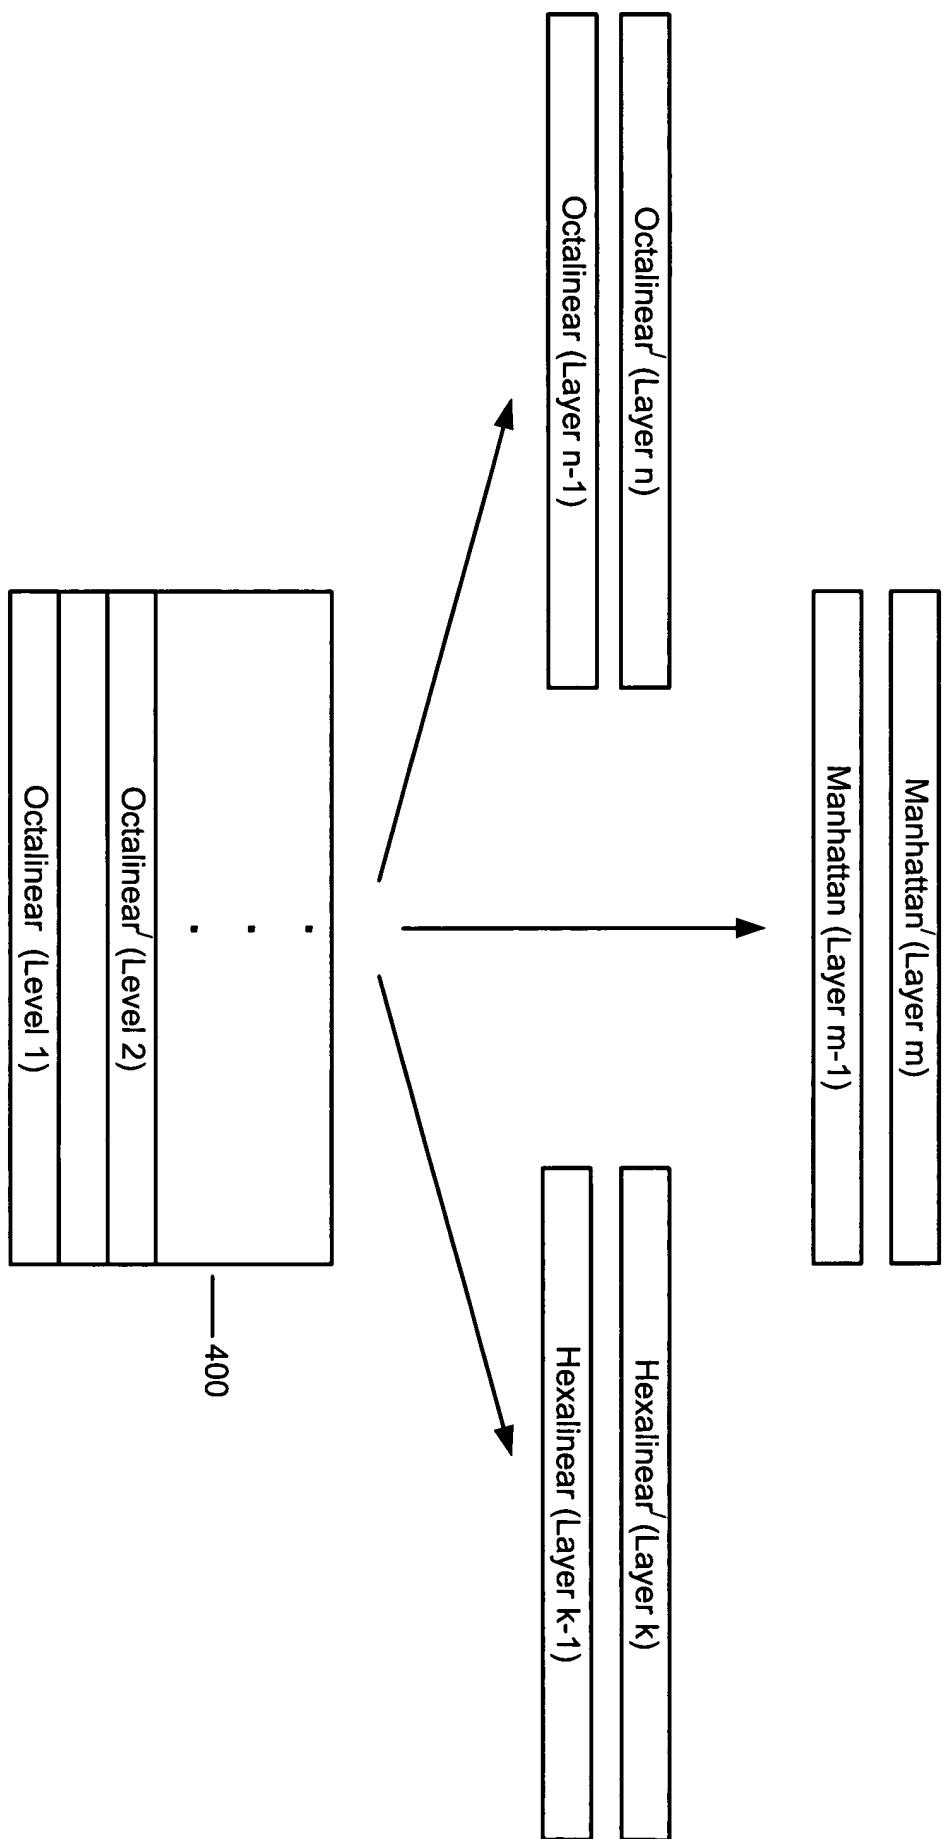 Manhattan′ (Layer m)
Manhattan (Layer m-1)
Octalinear′ (Layer n)
Octalinear (Layer n-1)
Hexalinear′ (Layer k)
Hexalinear (Layer k-1)
. . .
Octalinear′ (Level 2)
Octalinear (Level 1)
400